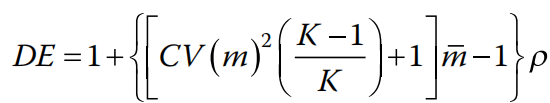 DE = 1 + {[CV(m)² ((K − 1)/K) + 1] m̄ − 1} ρ